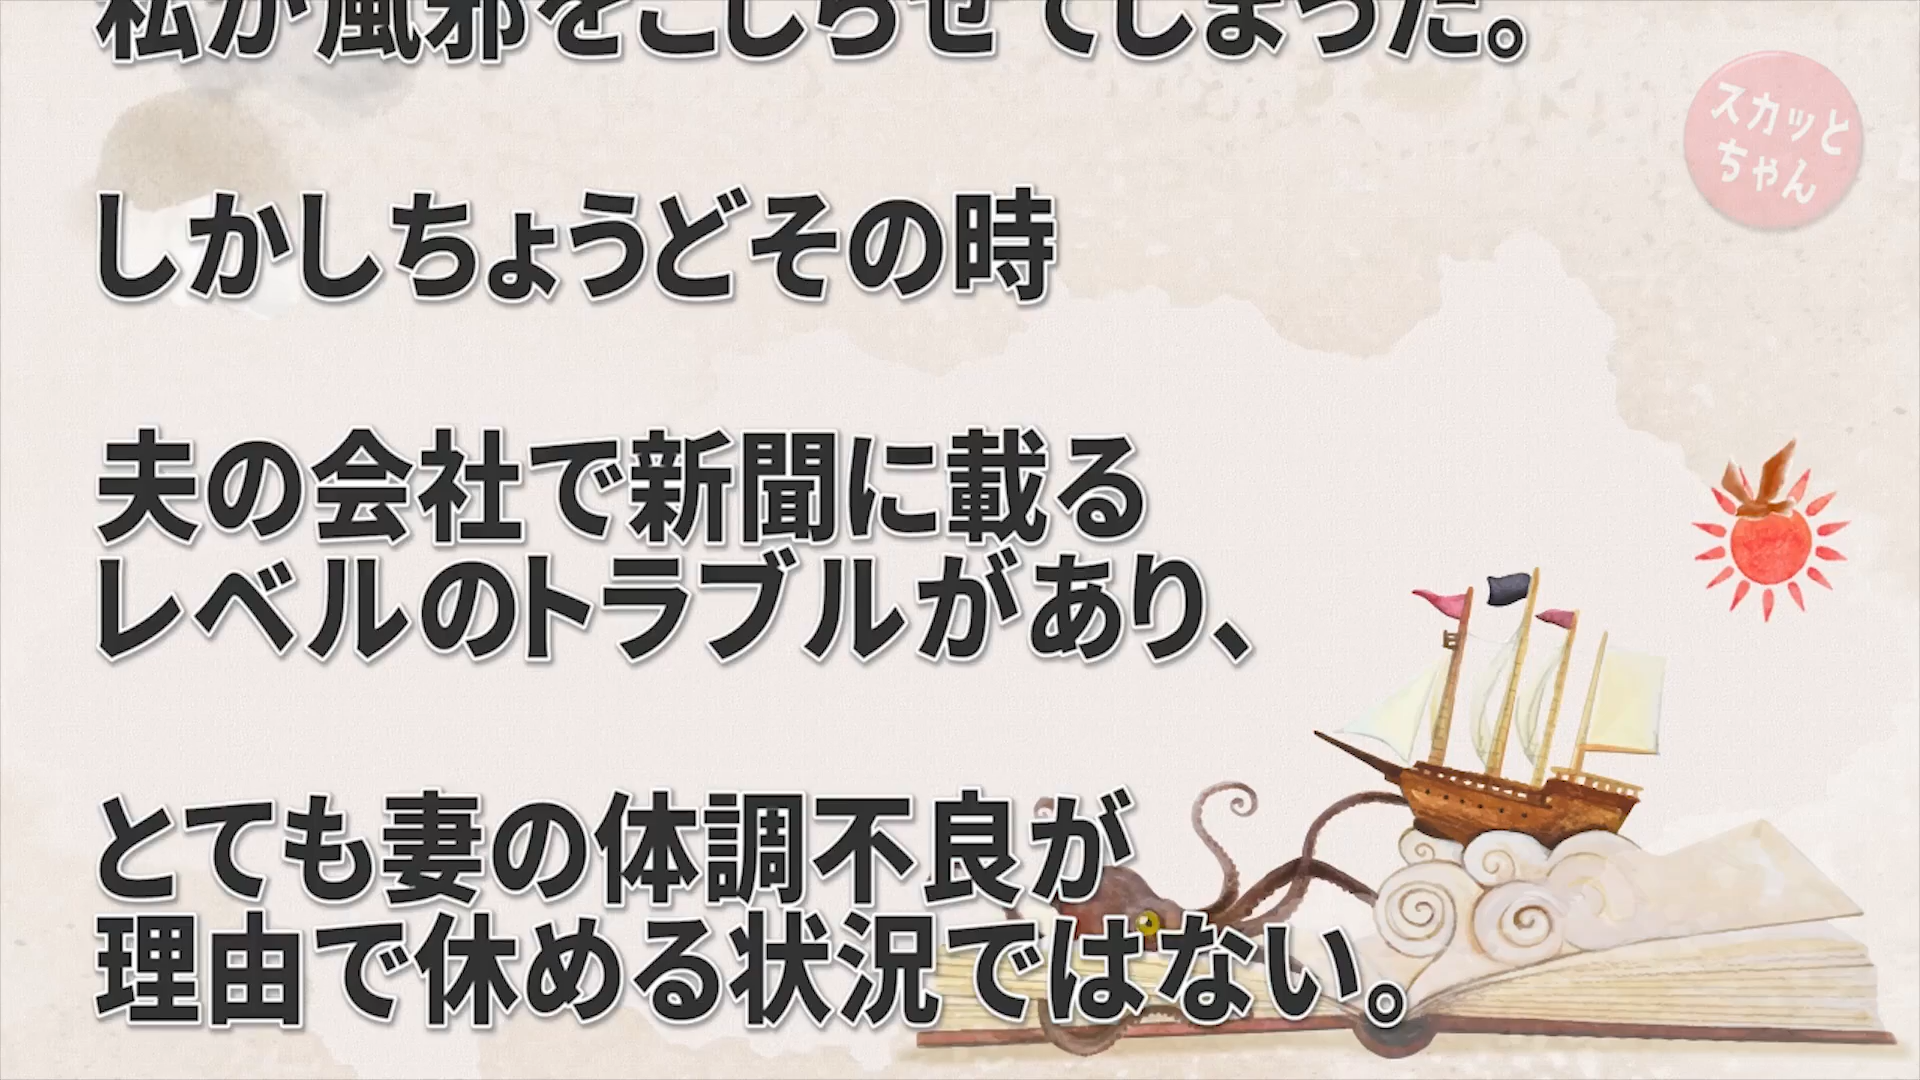 私が風邪をこじらせてしまった。
しかしちょうどその時
夫の会社で新聞に載る
レベルのトラブルがあり、
とても妻の体調不良が
理由で休める状況ではない。
スカッと
ちゃん